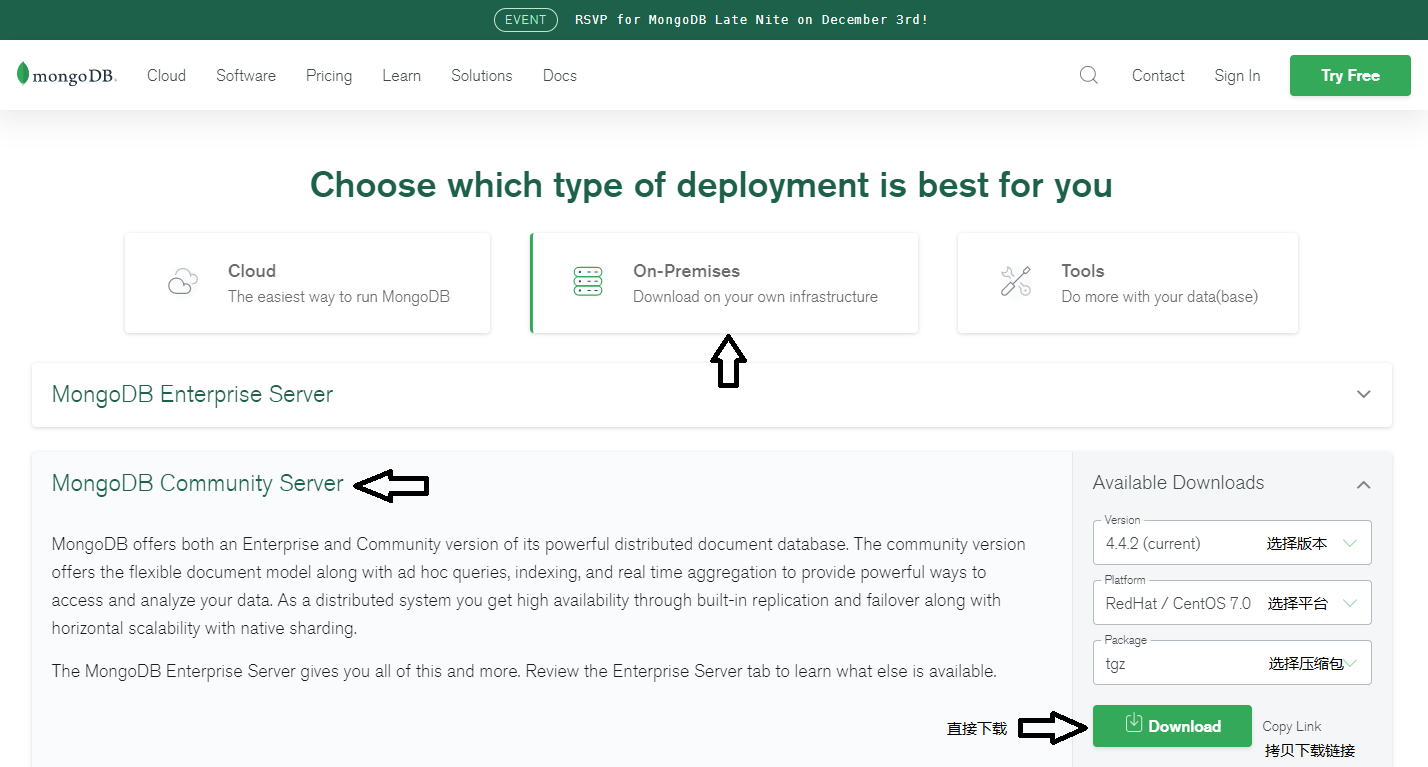 EVENT RSVP for MongoDB Late Nite on December 3rd!
mongoDB. Cloud Software Pricing Learn Solutions Docs Contact Sign In Try Free
Choose which type of deployment is best for you
Cloud
The easiest way to run MongoDB
On-Premises
Download on your own infrastructure
Tools
Do more with your data(base)
MongoDB Enterprise Server
MongoDB Community Server
MongoDB offers both an Enterprise and Community version of its powerful distributed document database. The community version
offers the flexible document model along with ad hoc queries, indexing, and real time aggregation to provide powerful ways to
access and analyze your data. As a distributed system you get high availability through built-in replication and failover along with
horizontal scalability with native sharding.
The MongoDB Enterprise Server gives you all of this and more. Review the Enterprise Server tab to learn what else is available.
Available Downloads
Version
4.4.2 (current) 选择版本
Platform
RedHat / CentOS 7.0 选择平台
Package
tgz 选择压缩包
直接下载 Download Copy Link
拷贝下载链接